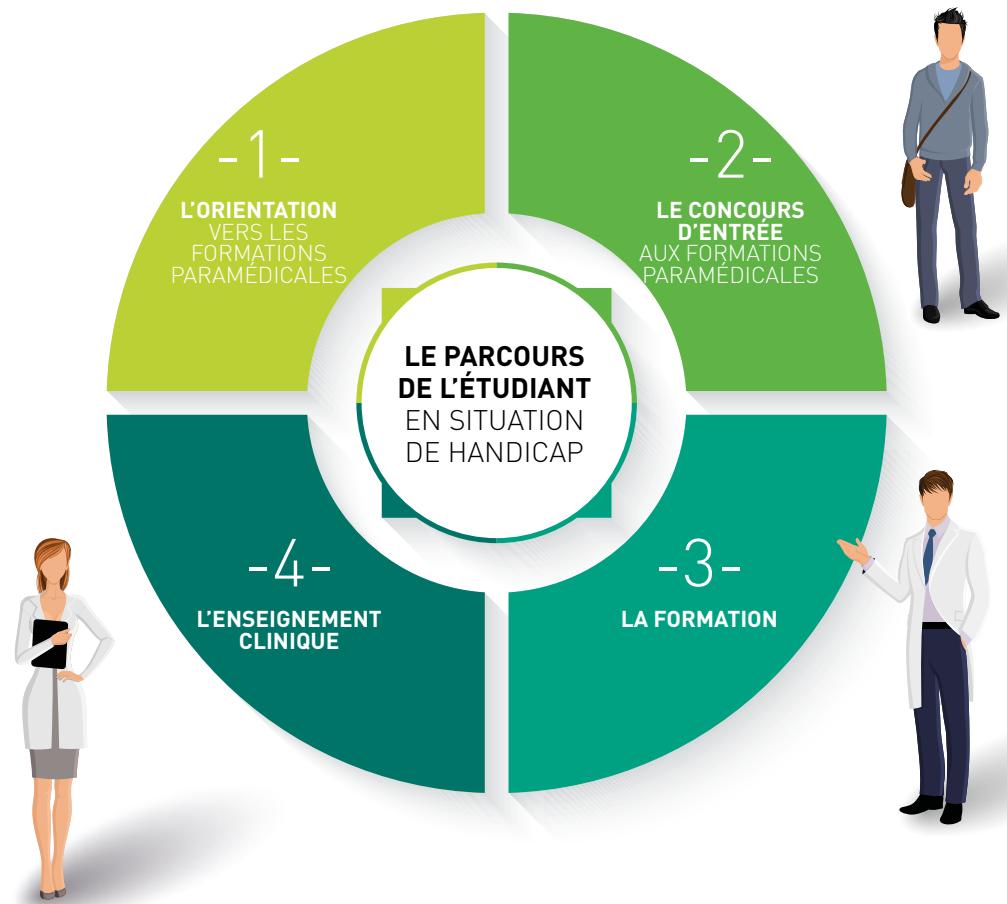 -1-
L'ORIENTATION
VERS LES
FORMATIONS
PARAMÉDICALES
-2-
LE CONCOURS
D'ENTRÉE
AUX FORMATIONS
PARAMÉDICALES
LE PARCOURS
DE L'ÉTUDIANT
EN SITUATION
DE HANDICAP
-3-
LA FORMATION
-4-
L'ENSEIGNEMENT
CLINIQUE